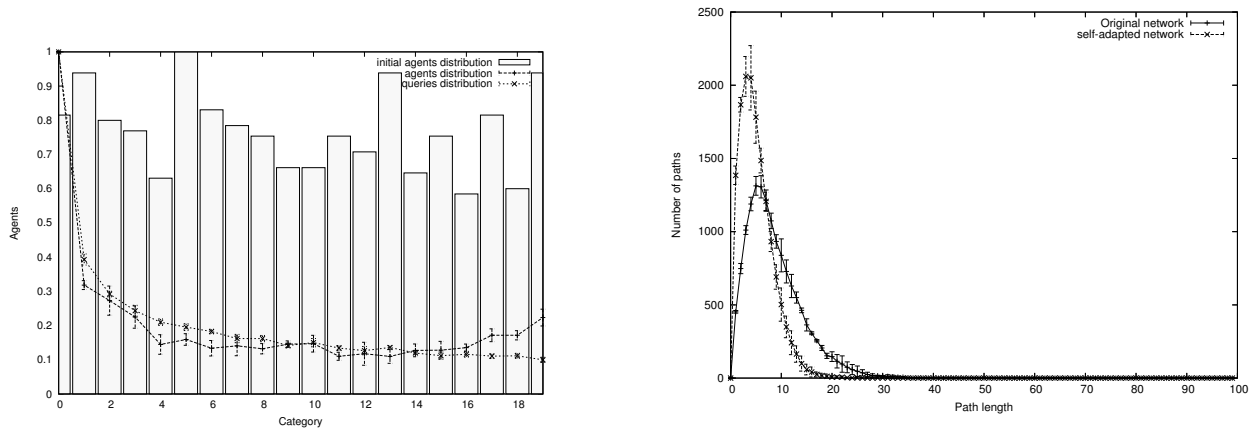 1
0.9
0.8
0.7
0.6
0.5
0.4
0.3
0.2
0.1
0
Agents
initial agents distribution
agents distribution
queries distribution
0 2 4 6 8 10 12 14 16 18
Category
2500
2000
1500
1000
500
0
Number of paths
Original network
self-adapted network
0 10 20 30 40 50 60 70 80 90 100
Path length